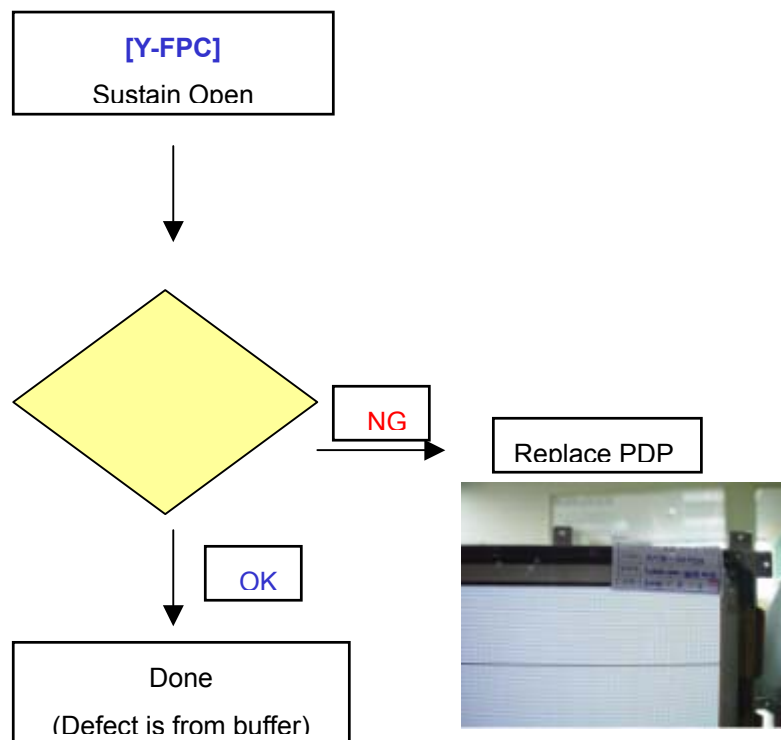 [Y-FPC]
Sustain Open
NG
Replace PDP
OK
Done
(Defect is from buffer)